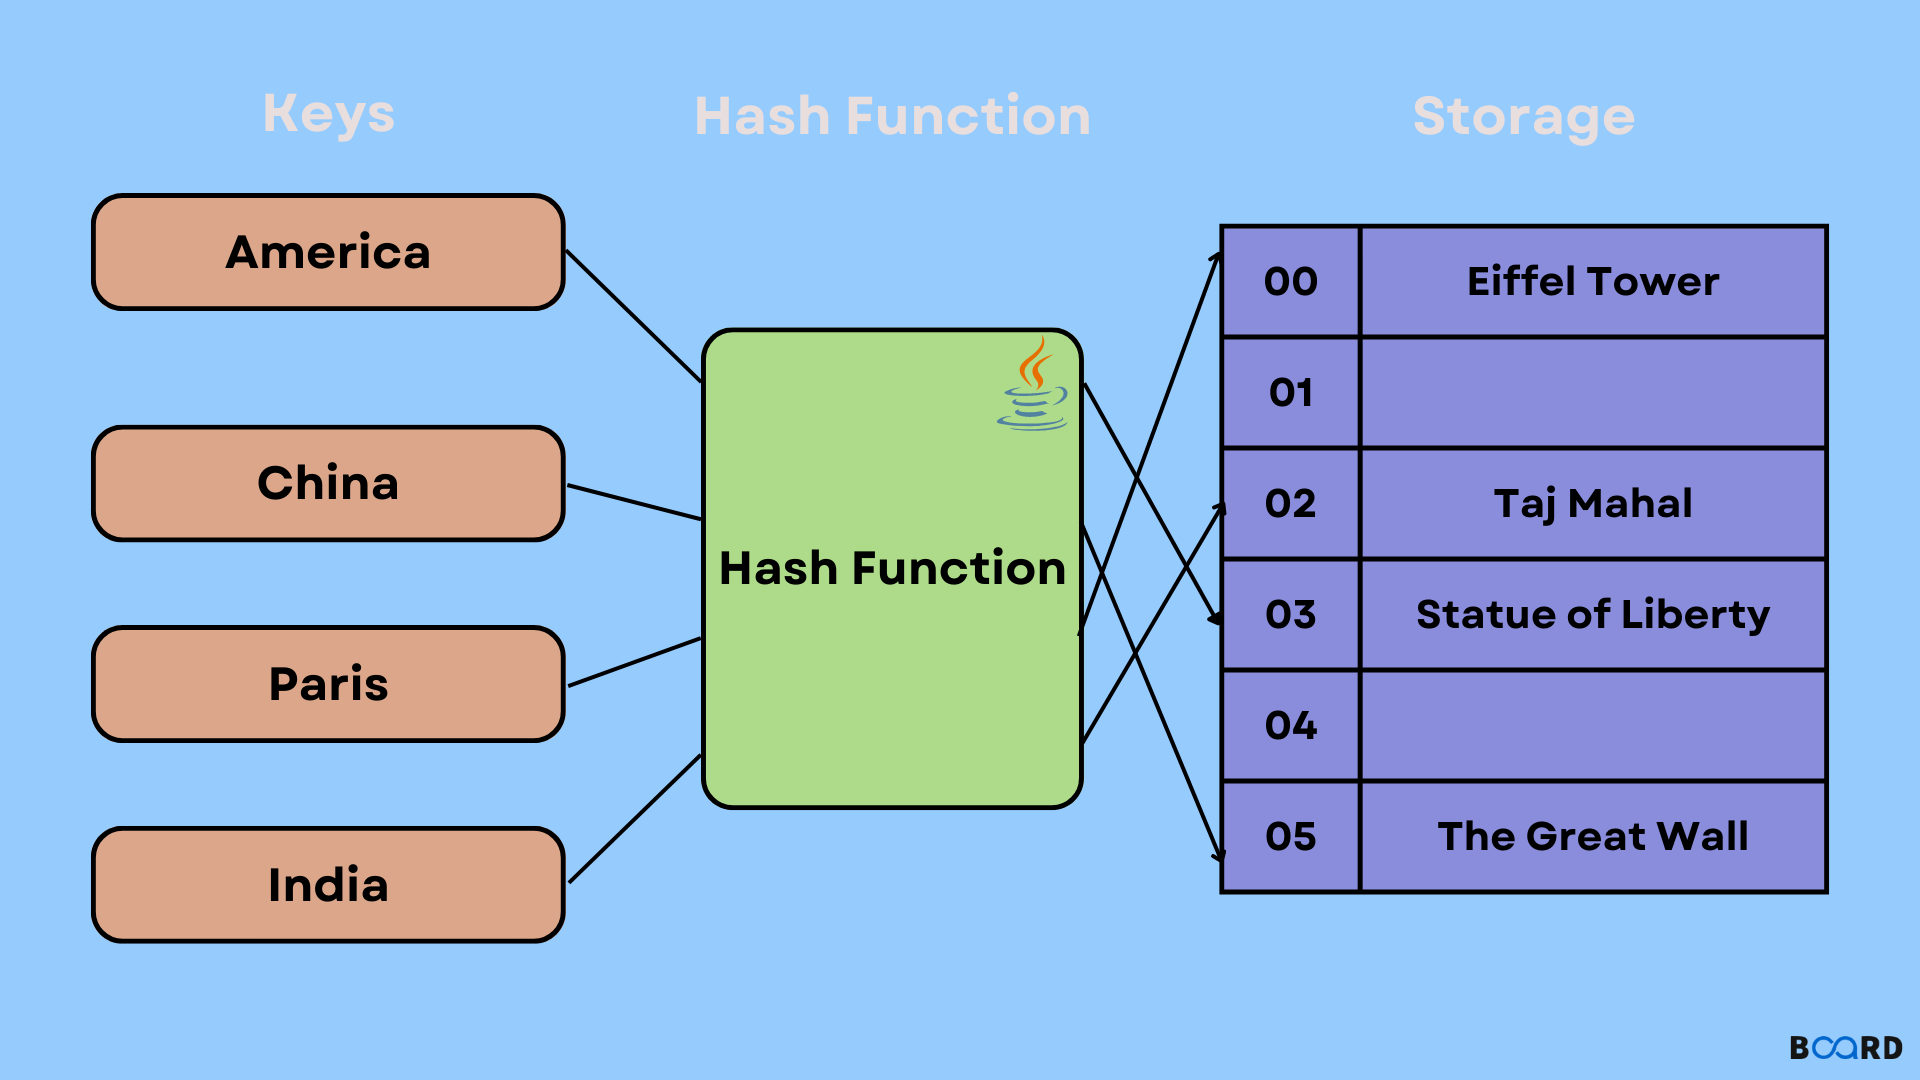 Keys
Hash Function
Storage
America
China
Paris
India
Hash Function
00 Eiffel Tower
01
02 Taj Mahal
03 Statue of Liberty
04
05 The Great Wall
BOARD